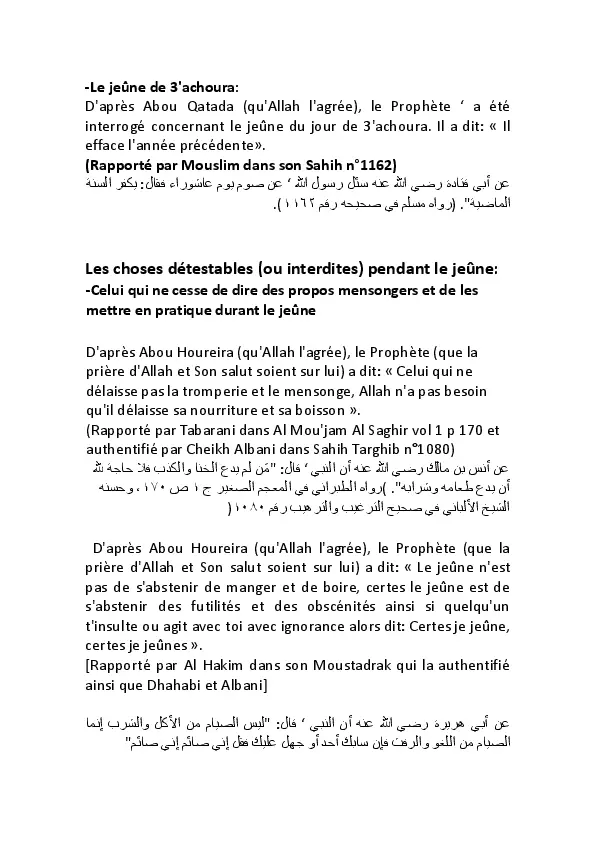 -Le jeûne de 3'achoura:
D'après Abou Qatada (qu'Allah l'agrée), le Prophète ‘ a été
interrogé concernant le jeûne du jour de 3'achoura. Il a dit: « Il
efface l'année précédente».
(Rapporté par Mouslim dans son Sahih n°1162)
عن أبي قتادة رضي الله عنه سئل رسول الله ‘ عن صوم يوم عاشوراء فقال: يكفر السنة
الماضية". (رواه مسلم في صحيحه رقم ١١٦٢).
Les choses détestables (ou interdites) pendant le jeûne:
-Celui qui ne cesse de dire des propos mensongers et de les
mettre en pratique durant le jeûne
D'après Abou Houreira (qu'Allah l'agrée), le Prophète (que la
prière d'Allah et Son salut soient sur lui) a dit: « Celui qui ne
délaisse pas la tromperie et le mensonge, Allah n'a pas besoin
qu'il délaisse sa nourriture et sa boisson ».
(Rapporté par Tabarani dans Al Mou'jam Al Saghir vol 1 p 170 et
authentifié par Cheikh Albani dans Sahih Targhib n°1080)
عن أنس بن مالك رضي الله عنه أن النبي ‘ قال: "مَن لم يدع الخنا والكذب فلا حاجة لله
أن يدع طعامه وشرابه". )رواه الطبراني في المعجم الصغير ج ١ ص ١٧٠، وحسنه
الشيخ الألباني في صحيح الترغيب والترهيب رقم ١٠٨٠(
D'après Abou Houreira (qu'Allah l'agrée), le Prophète (que la
prière d'Allah et Son salut soient sur lui) a dit: « Le jeûne n'est
pas de s'abstenir de manger et de boire, certes le jeûne est de
s'abstenir des futilités et des obscénités ainsi si quelqu'un
t'insulte ou agit avec toi avec ignorance alors dit: Certes je jeûne,
certes je jeûnes ».
[Rapporté par Al Hakim dans son Moustadrak qui la authentifié
ainsi que Dhahabi et Albani]
عن أبي هريرة رضي الله عنه أن النبي ‘ قال: "ليس الصيام من الأكل والشرب إنما
الصيام من اللغو والرفث فإن سابك أحد أو جهل عليك فقل إني صائم إني صائم"